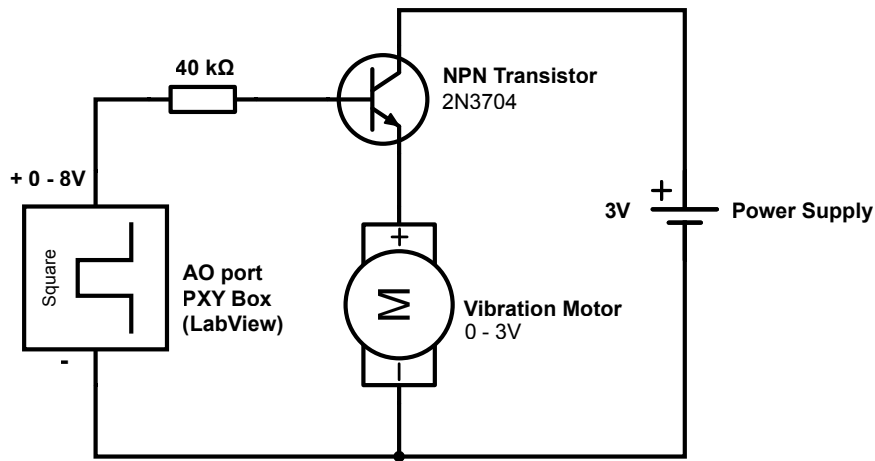 40 kΩ
NPN Transistor
2N3704
+ 0 - 8V
Square
-
AO port
PXY Box
(LabView)
+
M
-
Vibration Motor
0 - 3V
+
3V
Power Supply